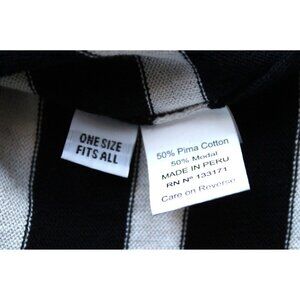 ONE SIZE
FITS ALL
50% Pima Cotton
50% Modal
MADE IN PERU
RN Nº 133171
Care on Reverse